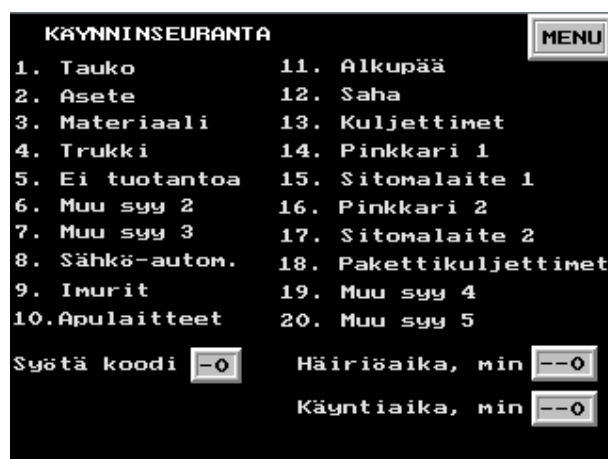 KÄYNNINSEURANTA
MENU
1. Tauko
2. Asete
3. Materiaali
4. Trukki
5. Ei tuotantoa
6. Muu syy 2
7. Muu syy 3
8. Sähkö-autom.
9. Imurit
10.Apulaitteet
11. Alkupää
12. Saha
13. Kuljettimet
14. Pinkkari 1
15. Sitomalaite 1
16. Pinkkari 2
17. Sitomalaite 2
18. Pakettikuljettimet
19. Muu syy 4
20. Muu syy 5
Syötä koodi -0
Häiriöaika, min --0
Käyntiaika, min --0